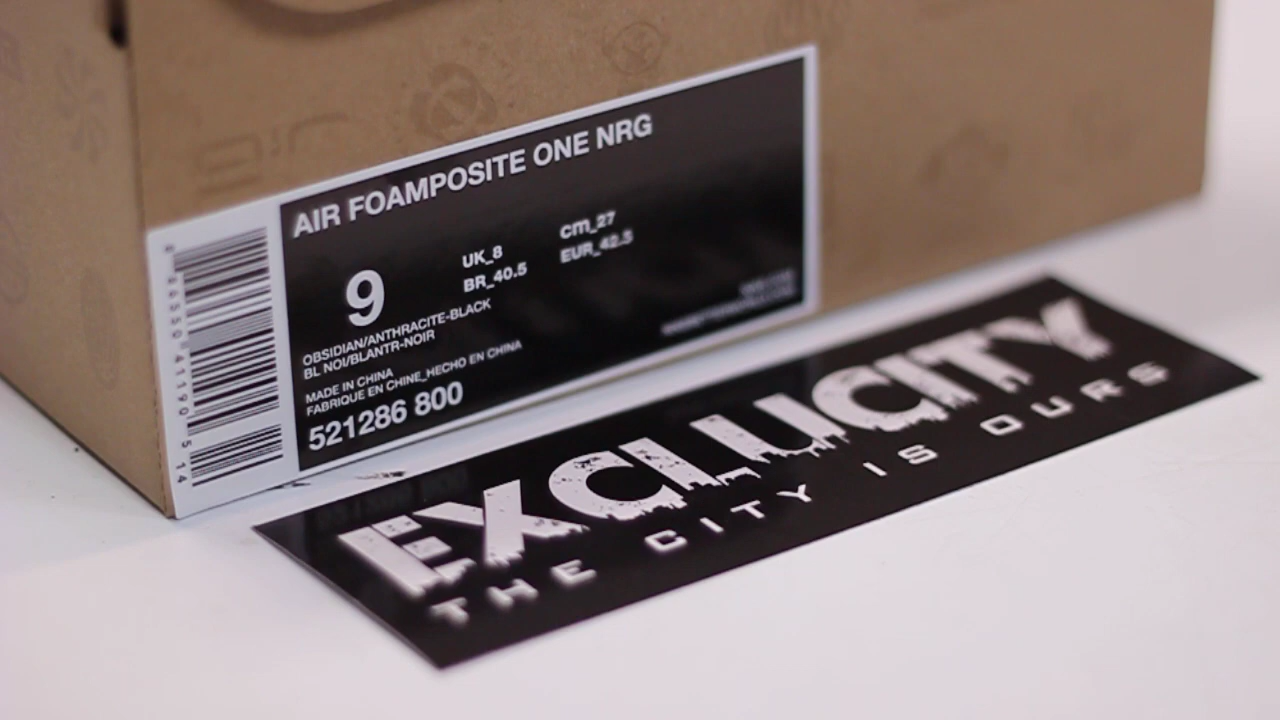 AIR FOAMPOSITE ONE NRG
9
UK_8
BR_40.5
cm_27
EUR_42.5
OBSIDIAN/ANTHRACITE-BLACK
BL NOI/BLANTR-NOIR
MADE IN CHINA
FABRIQUE EN CHINE_HECHO EN CHINA
521286 800
EXCLUCITY
THE CITY IS OURS